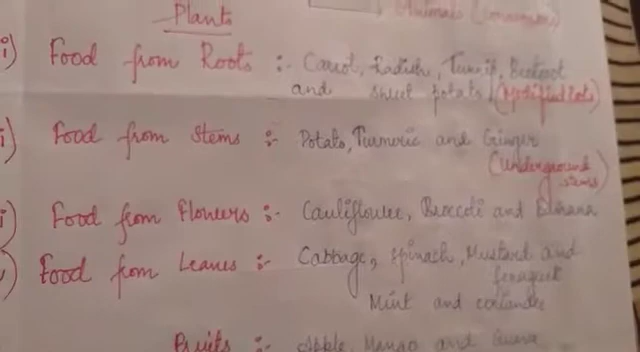 Plants
i) Food from Roots :- Carrot, Radish, Turnip, Beetroot
and sweet potato (Modified roots)
i) Food from Stems :- Potato, Turmeric and Ginger
(Underground stems)
i) Food from Flowers :- Cauliflower, Broccoli and Banana
) Food from Leaves :- Cabbage, Spinach, Mustard and
Mint and coriander
Fruits :- Apple, Mango and Guava